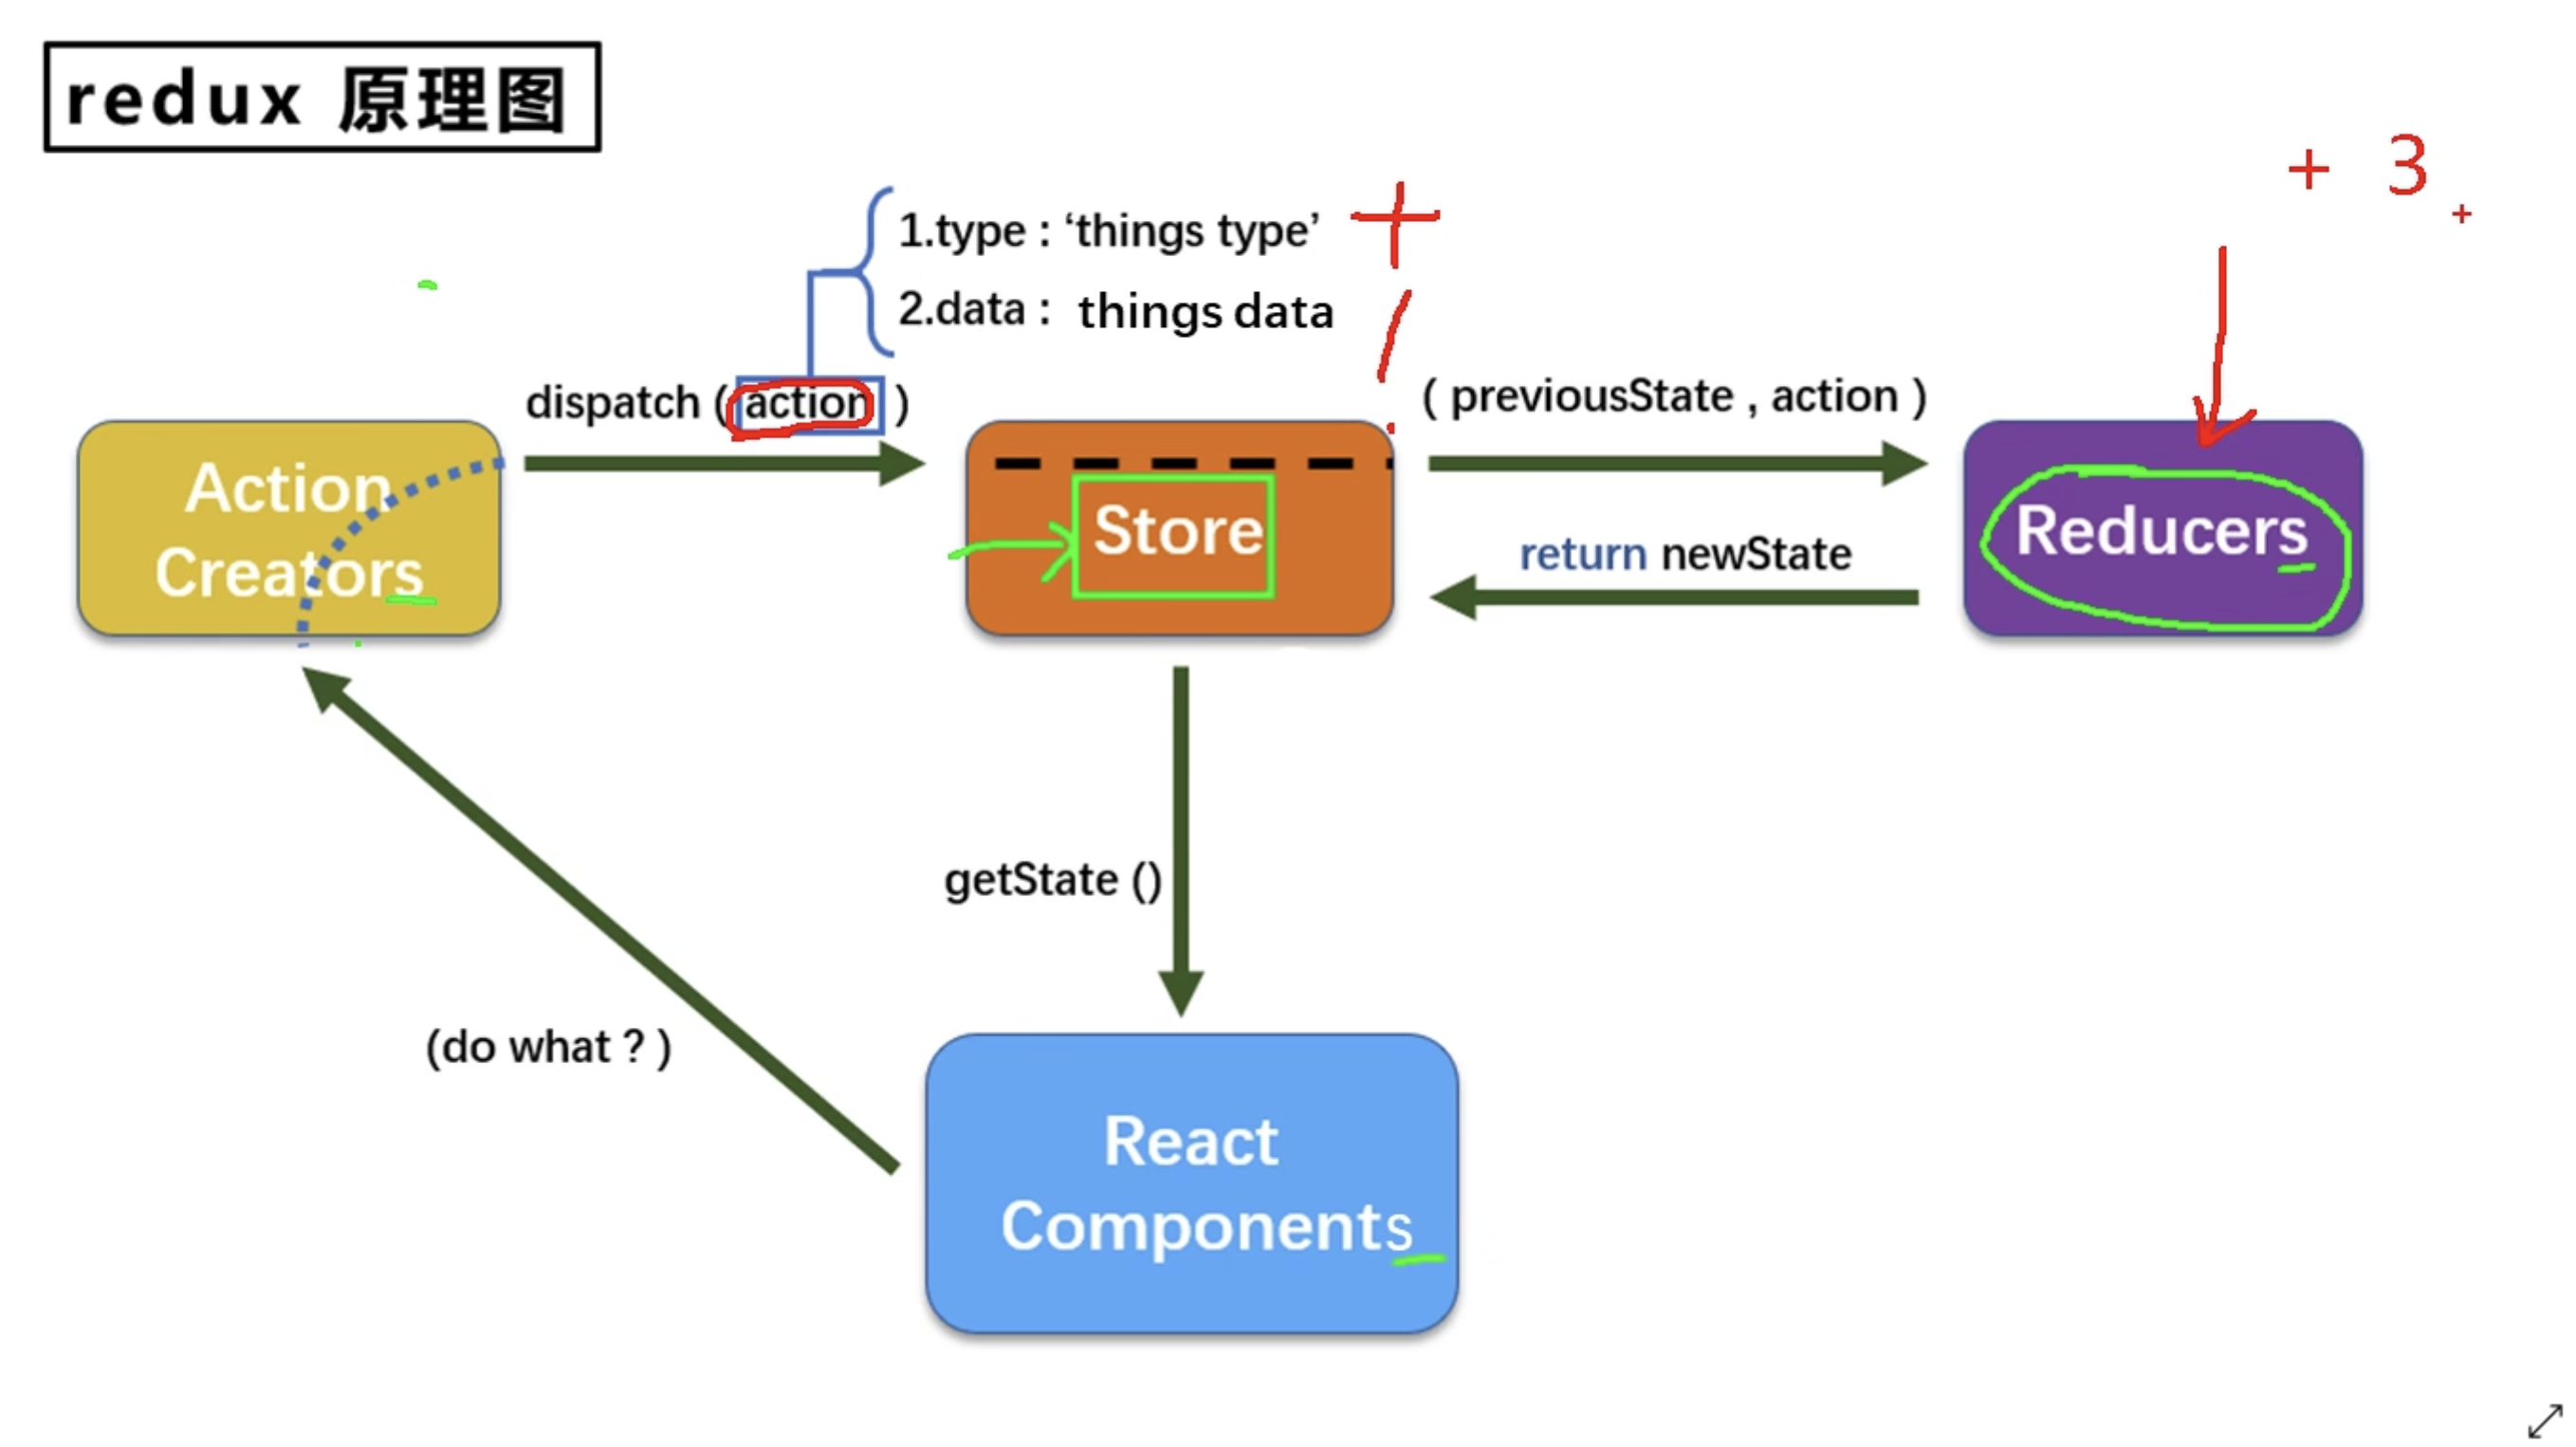 redux 原理图
+ 3
+
1.type : ‘things type’ +
2.data : things data
dispatch ( action )
( previousState , action )
Action
Creators
Store
return newState
Reducers
getState ()
(do what ? )
React
Components